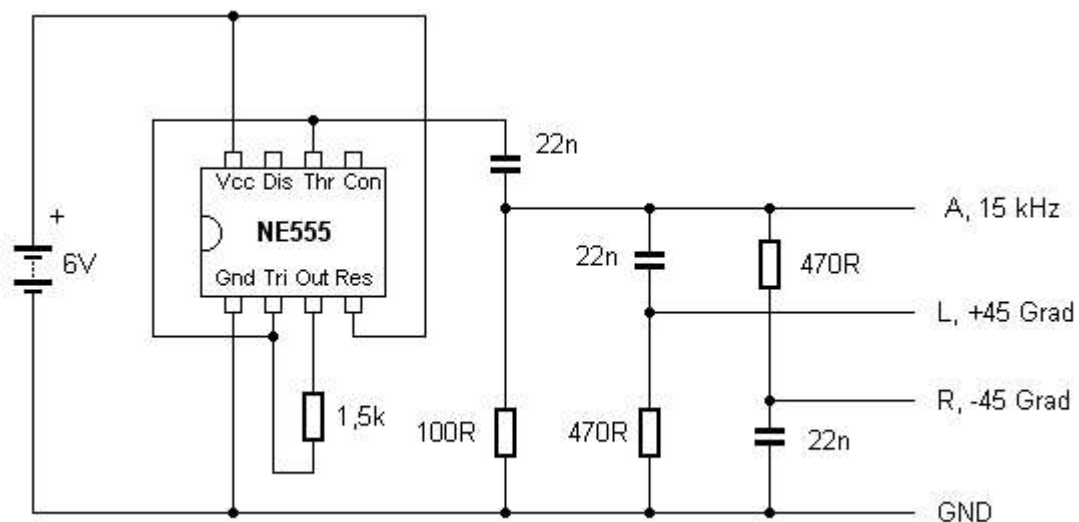 22n
Vcc Dis Thr Con
A, 15 kHz
+
NE555
6V
22n
470R
Gnd Tri Out Res
L, +45 Grad
R, -45 Grad
1,5k
100R
470R
22n
GND